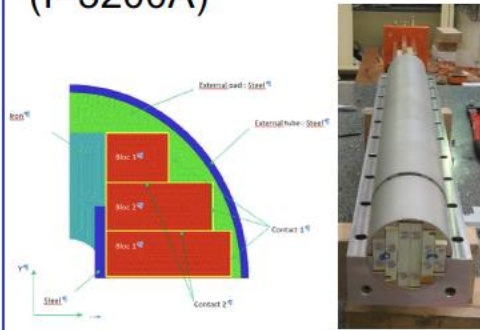 External pad : Steel
Iron
External tube : Steel
Bloc 1
Bloc 2
Contact 1
Bloc 1
Y
Steel
Contact 2